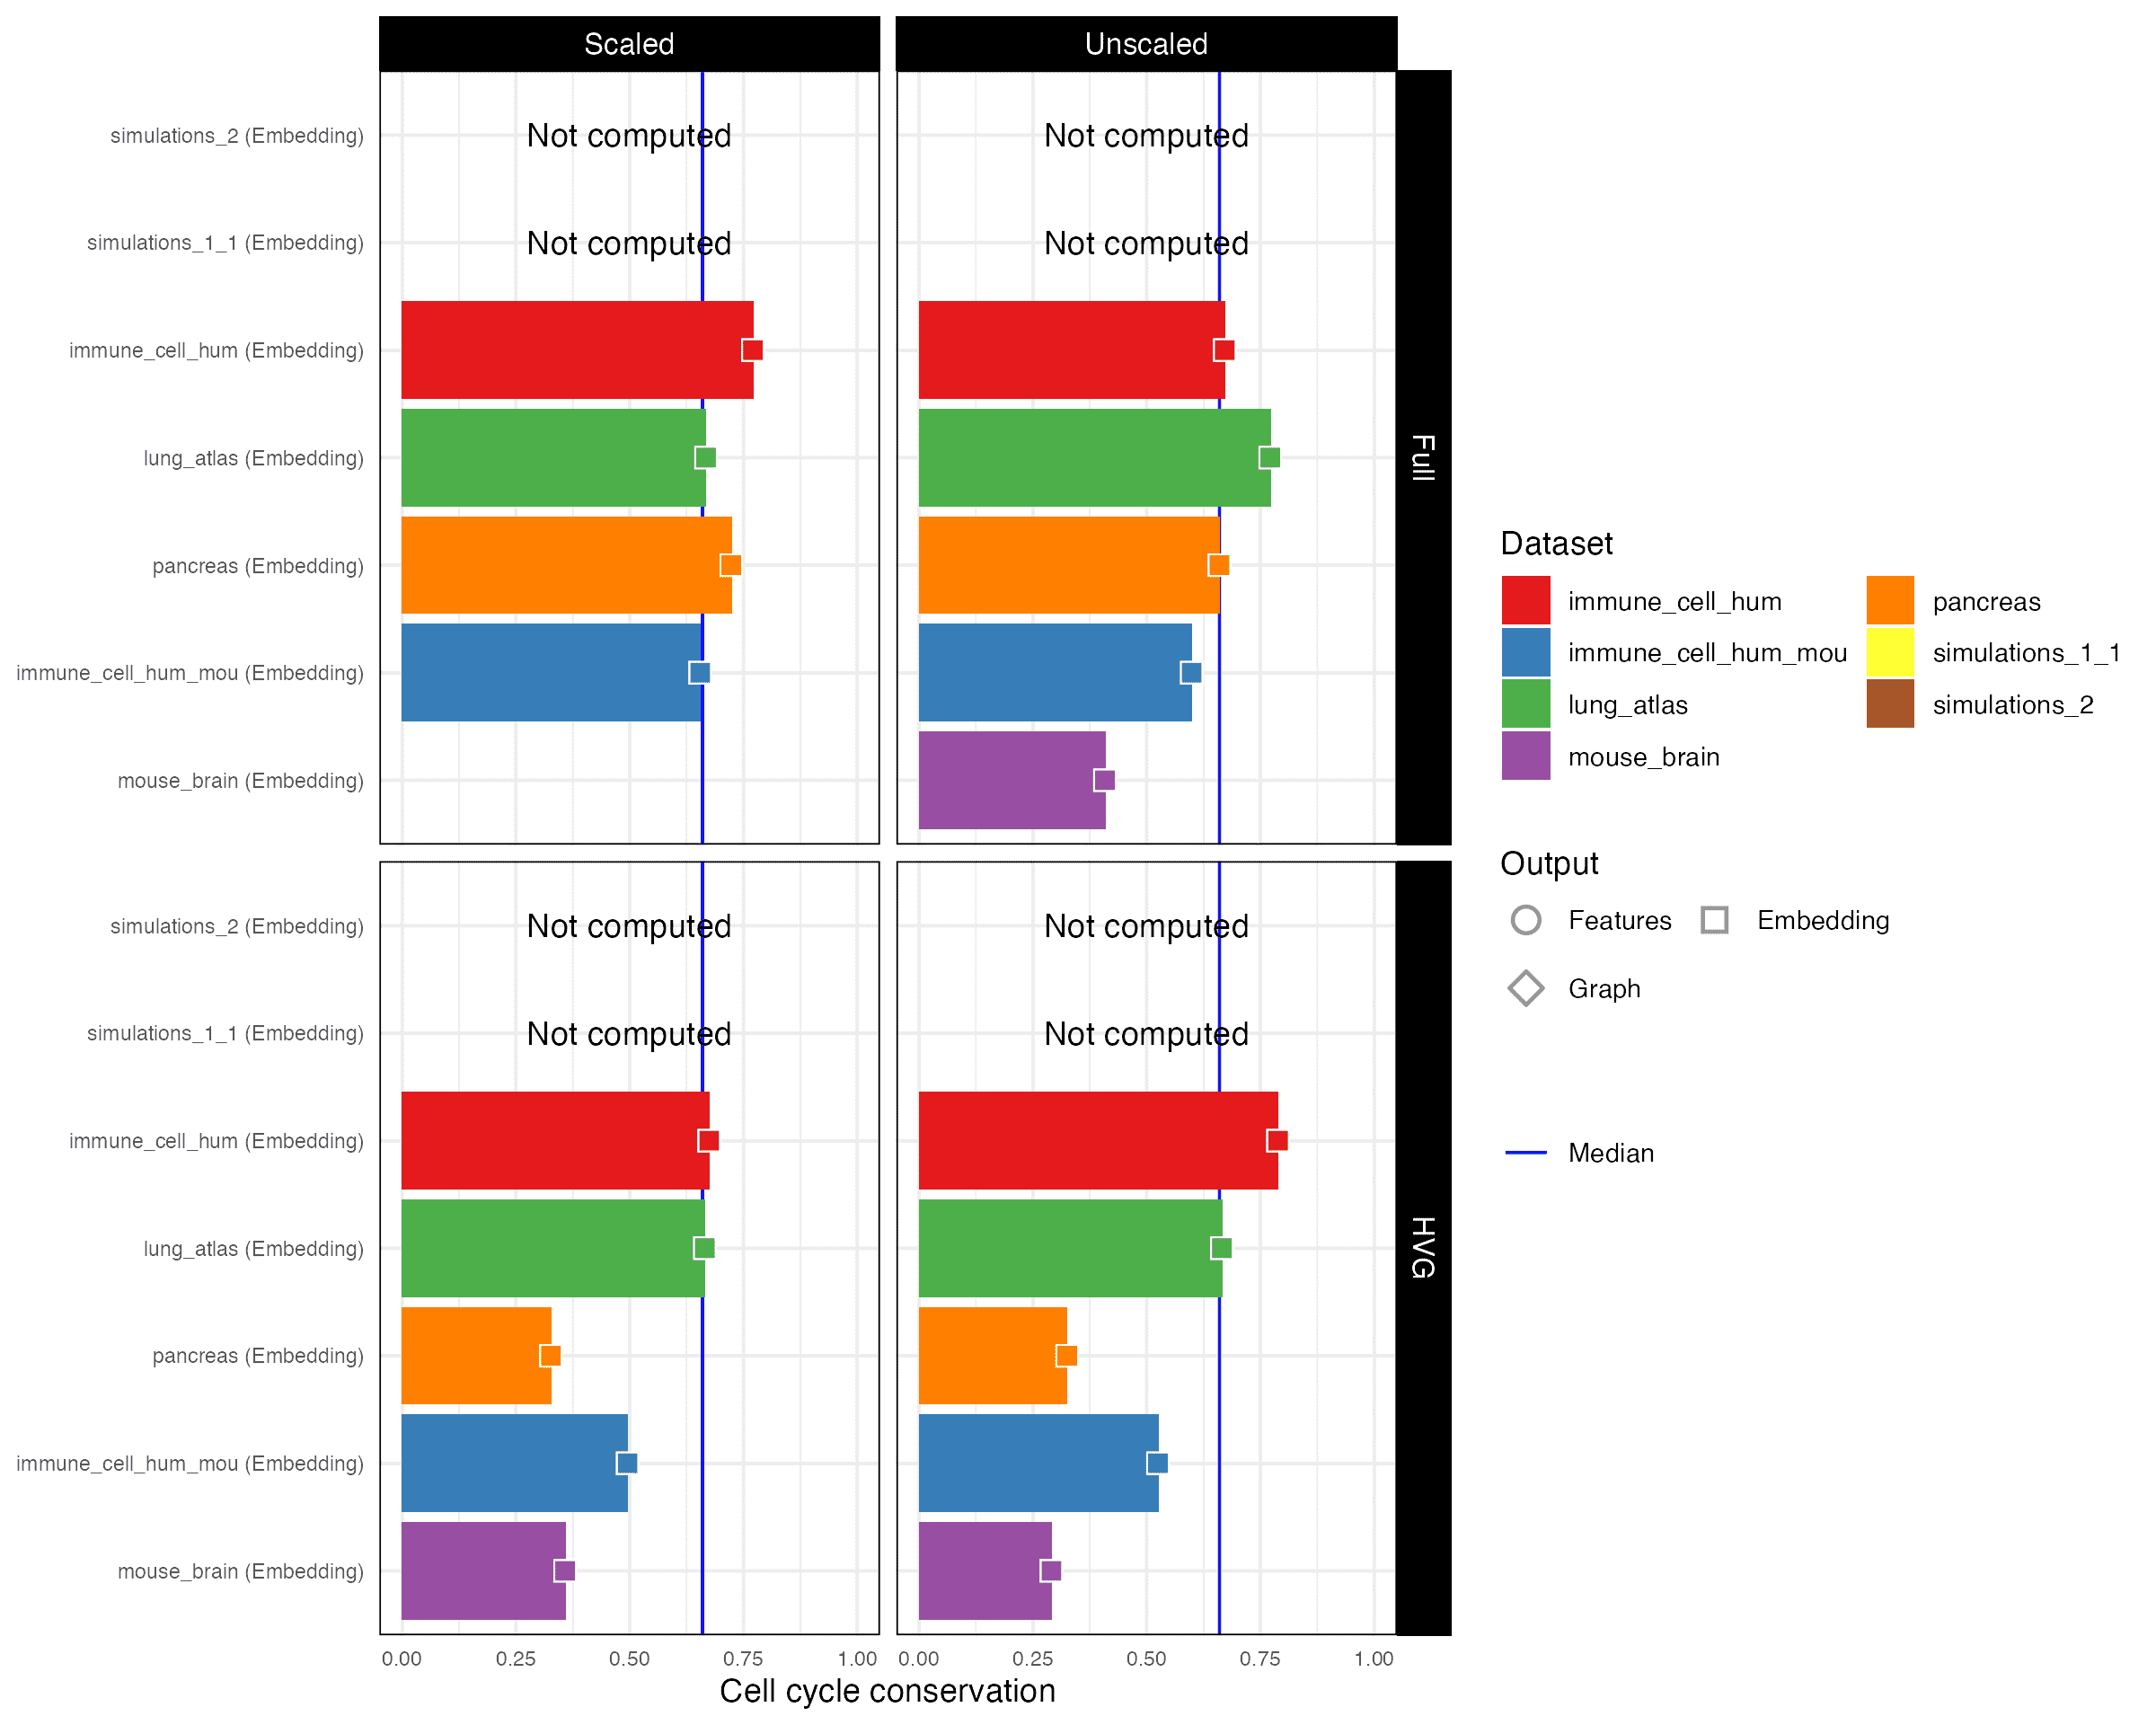 Scaled
Unscaled
Full
simulations_2 (Embedding)
Not computed
Not computed
simulations_1_1 (Embedding)
Not computed
Not computed
immune_cell_hum (Embedding)
lung_atlas (Embedding)
pancreas (Embedding)
immune_cell_hum_mou (Embedding)
mouse_brain (Embedding)
HVG
simulations_2 (Embedding)
Not computed
Not computed
simulations_1_1 (Embedding)
Not computed
Not computed
immune_cell_hum (Embedding)
lung_atlas (Embedding)
pancreas (Embedding)
immune_cell_hum_mou (Embedding)
mouse_brain (Embedding)
0.00 0.25 0.50 0.75 1.00
0.00 0.25 0.50 0.75 1.00
Cell cycle conservation
Dataset
immune_cell_hum
immune_cell_hum_mou
lung_atlas
mouse_brain
pancreas
simulations_1_1
simulations_2
Output
Features
Embedding
Graph
Median